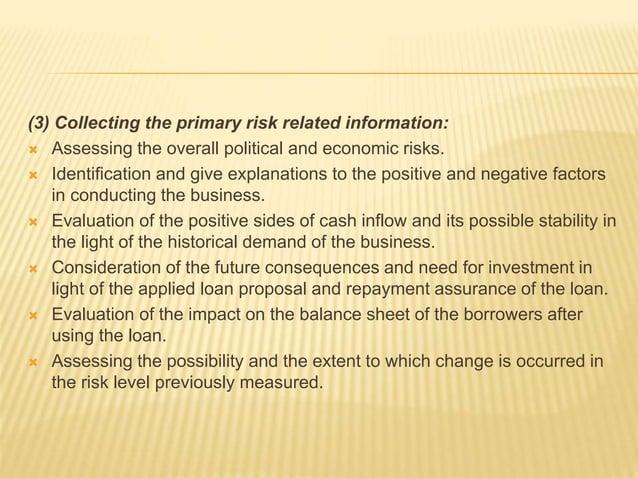 (3) Collecting the primary risk related information:
Assessing the overall political and economic risks.
Identification and give explanations to the positive and negative factors
in conducting the business.
Evaluation of the positive sides of cash inflow and its possible stability in
the light of the historical demand of the business.
Consideration of the future consequences and need for investment in
light of the applied loan proposal and repayment assurance of the loan.
Evaluation of the impact on the balance sheet of the borrowers after
using the loan.
Assessing the possibility and the extent to which change is occurred in
the risk level previously measured.